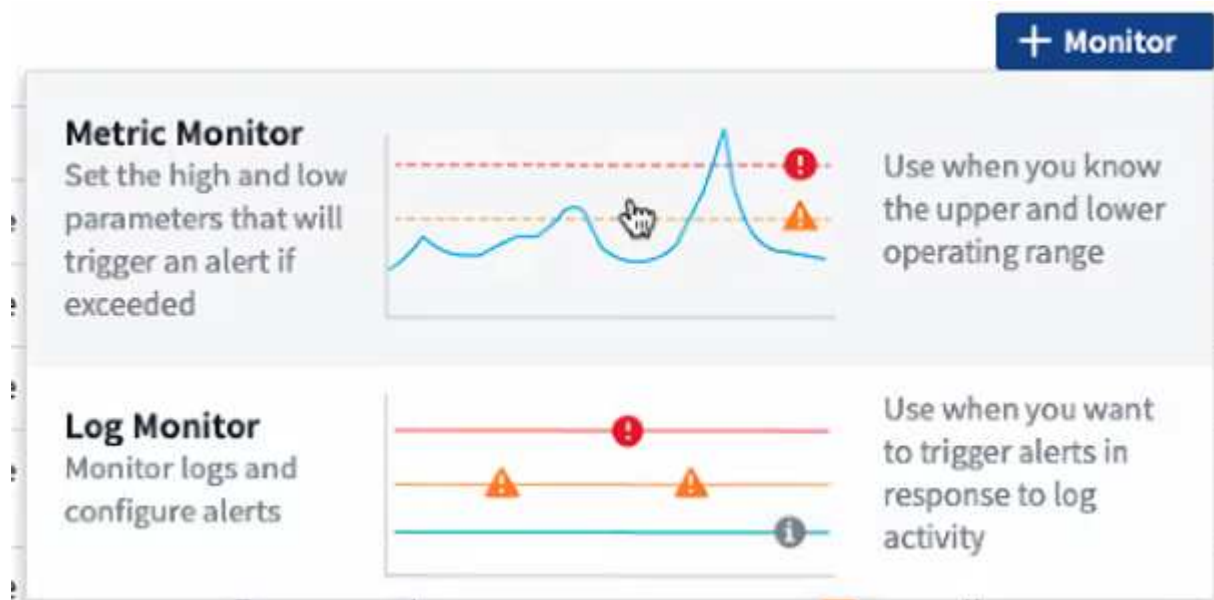 + Monitor
Metric Monitor
Set the high and low
parameters that will
trigger an alert if
exceeded
Use when you know
the upper and lower
operating range
Log Monitor
Monitor logs and
configure alerts
Use when you want
to trigger alerts in
response to log
activity